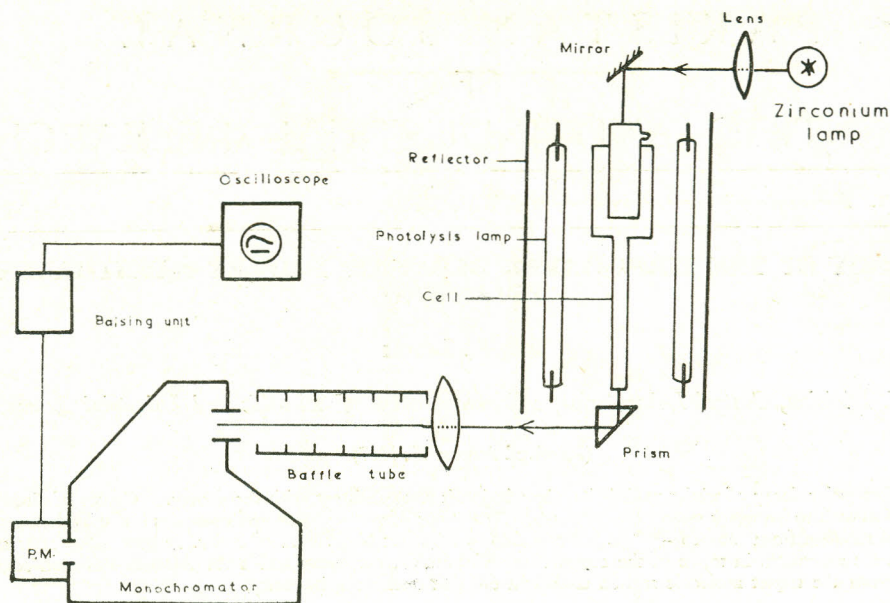 Lens
Mirror
Zirconium
lamp
Reflector
Oscilloscope
Photolysis lamp
Cell
Baising unit
Prism
Baffle tube
P.M.
Monochromator